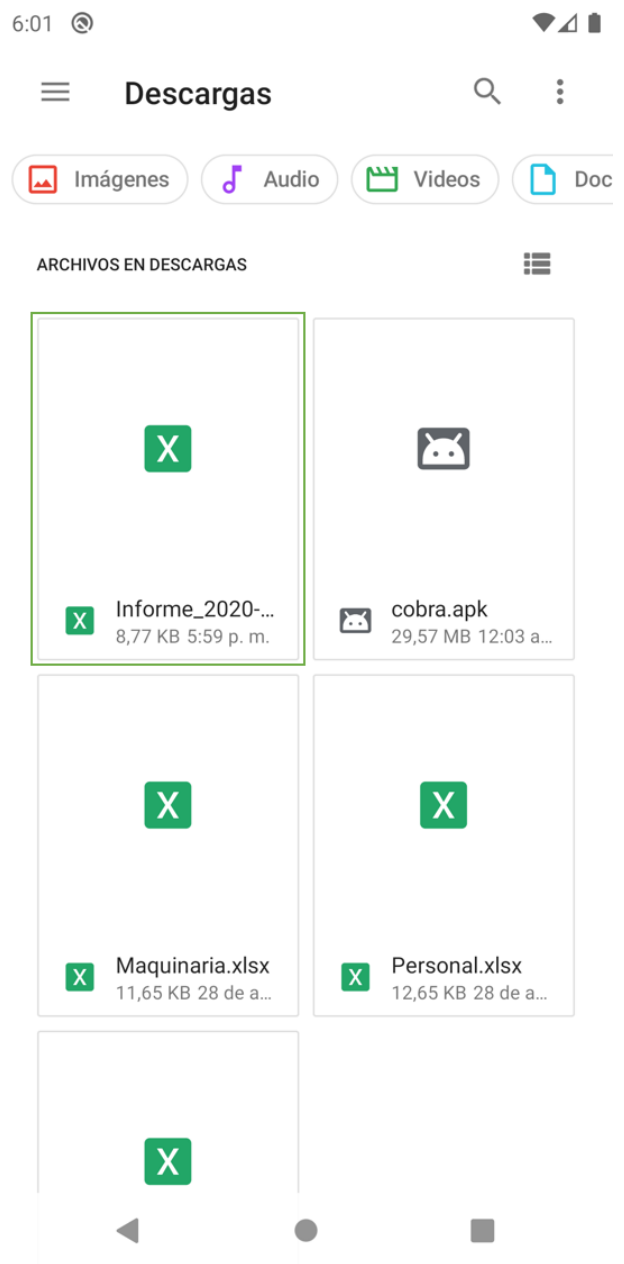 6:01
Descargas
Imágenes Audio Videos Doc
ARCHIVOS EN DESCARGAS
X
X Informe_2020-...
8,77 KB 5:59 p. m.
cobra.apk
29,57 MB 12:03 a...
X
X Maquinaria.xlsx
11,65 KB 28 de a...
X
X Personal.xlsx
12,65 KB 28 de a...
X